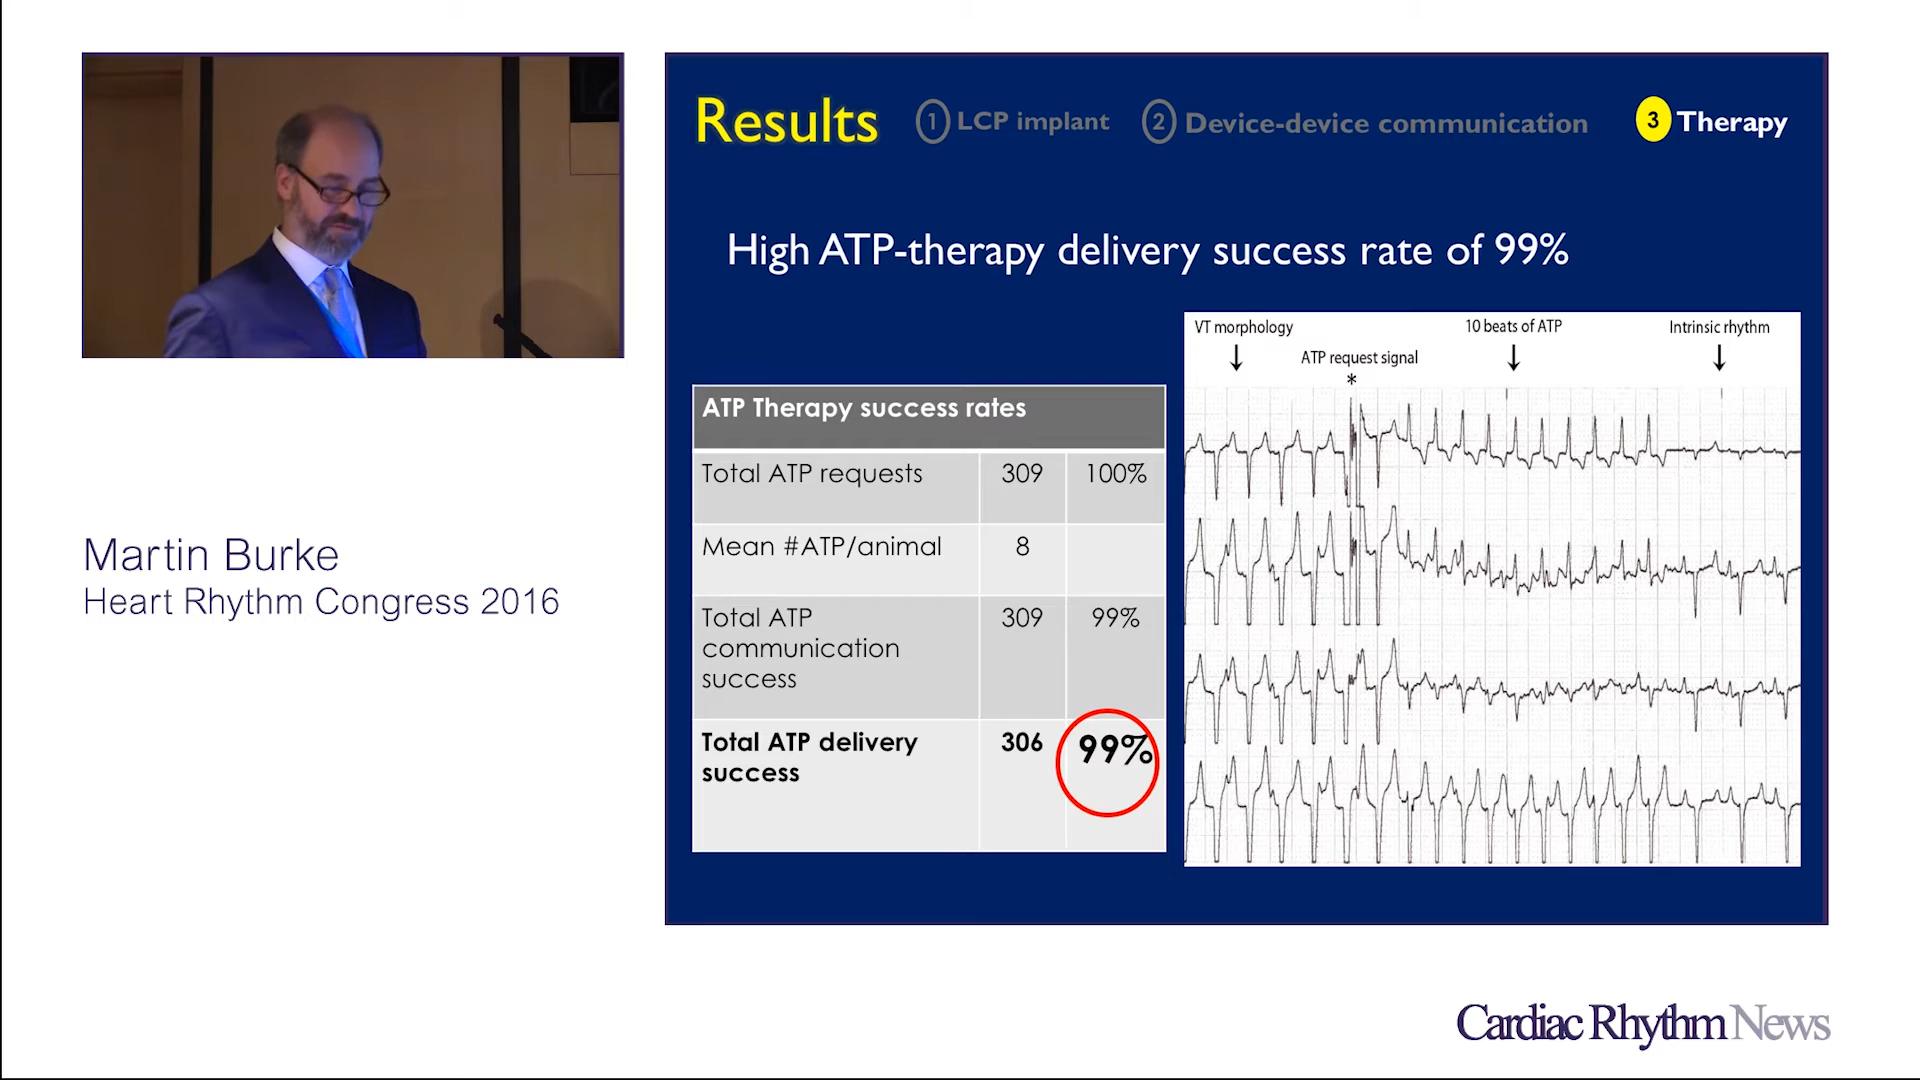 Results
1 LCP implant
2 Device-device communication
3 Therapy
High ATP-therapy delivery success rate of 99%
ATP Therapy success rates
Total ATP requests 309 100%
Mean #ATP/animal 8
Total ATP 309 99%
communication
success
Total ATP delivery 306 99%
success
VT morphology
ATP request signal
*
10 beats of ATP
Intrinsic rhythm
Martin Burke
Heart Rhythm Congress 2016
Cardiac Rhythm News